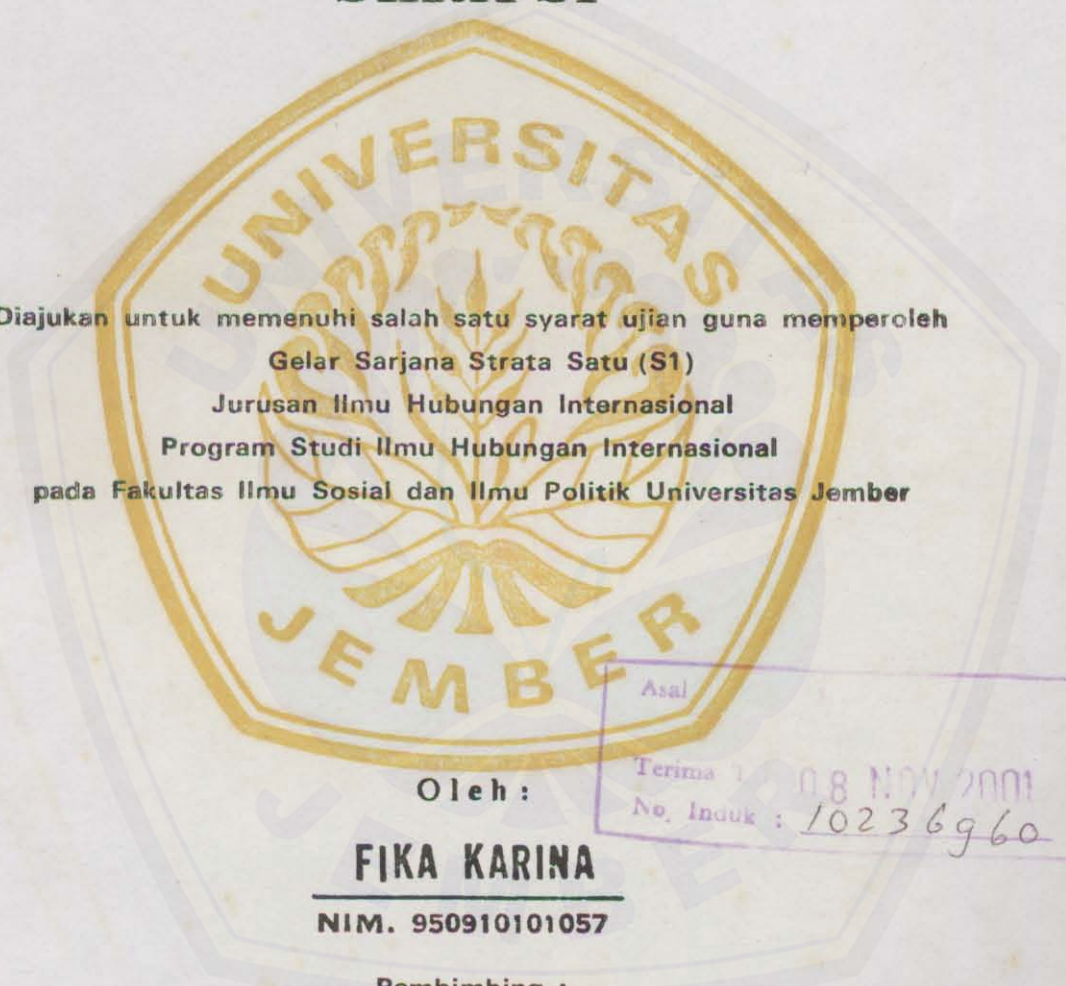 UNIVERSITAS
Diajukan untuk memenuhi salah satu syarat ujian guna memperoleh
Gelar Sarjana Strata Satu (S1)
Jurusan Ilmu Hubungan Internasional
Program Studi Ilmu Hubungan Internasional
pada Fakultas Ilmu Sosial dan Ilmu Politik Universitas Jember
JEMBER
Asal
Terima
08 NOV 2001
No. Induk : 10236960
Oleh :
FIKA KARINA
NIM. 950910101057
Pembimbing :